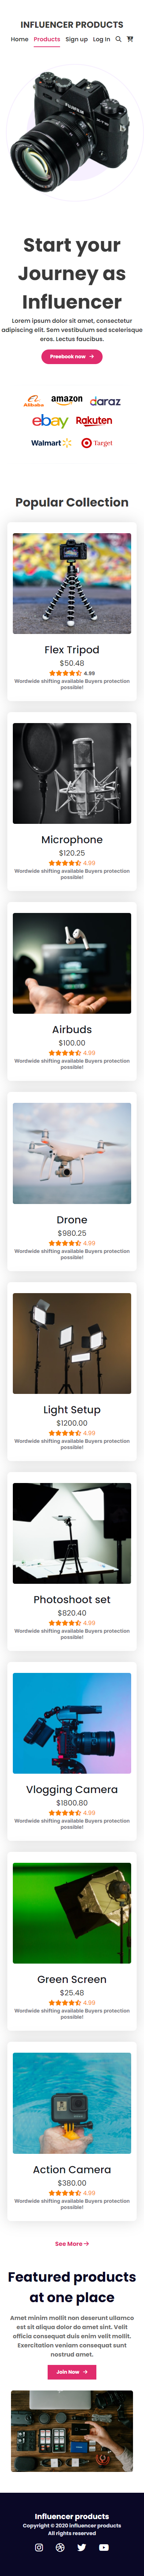 INFLUENCER PRODUCTS
Home Products Sign up Log In
FUJIFILM
Start your
Journey as
Influencer
Lorem ipsum dolor sit amet, consectetur
adipiscing elit. Sem vestibulum sed scelerisque
eros. Lectus faucibus.
Preebook now
Alibaba amazon daraz
ebay Rakuten
Walmart Target
Popular Collection
Flex Tripod
$50.48
4.99
Wordwide shifting available Buyers protection
possible!
Microphone
$120.25
4.99
Wordwide shifting available Buyers protection
possible!
Airbuds
$100.00
4.99
Wordwide shifting available Buyers protection
possible!
Drone
$980.25
4.99
Wordwide shifting available Buyers protection
possible!
Light Setup
$1200.00
4.99
Wordwide shifting available Buyers protection
possible!
Photoshoot set
$820.40
4.99
Wordwide shifting available Buyers protection
possible!
Vlogging Camera
$1800.80
4.99
Wordwide shifting available Buyers protection
possible!
Green Screen
$25.48
4.99
Wordwide shifting available Buyers protection
possible!
Action Camera
$380.00
4.99
Wordwide shifting available Buyers protection
possible!
See More
Featured products
at one place
Amet minim mollit non deserunt ullamco
est sit aliqua dolor do amet sint. Velit
officia consequat duis enim velit mollit.
Exercitation veniam consequat sunt
nostrud amet.
Join Now
Influencer products
Copyright © 2020 influencer products
All rights reserved